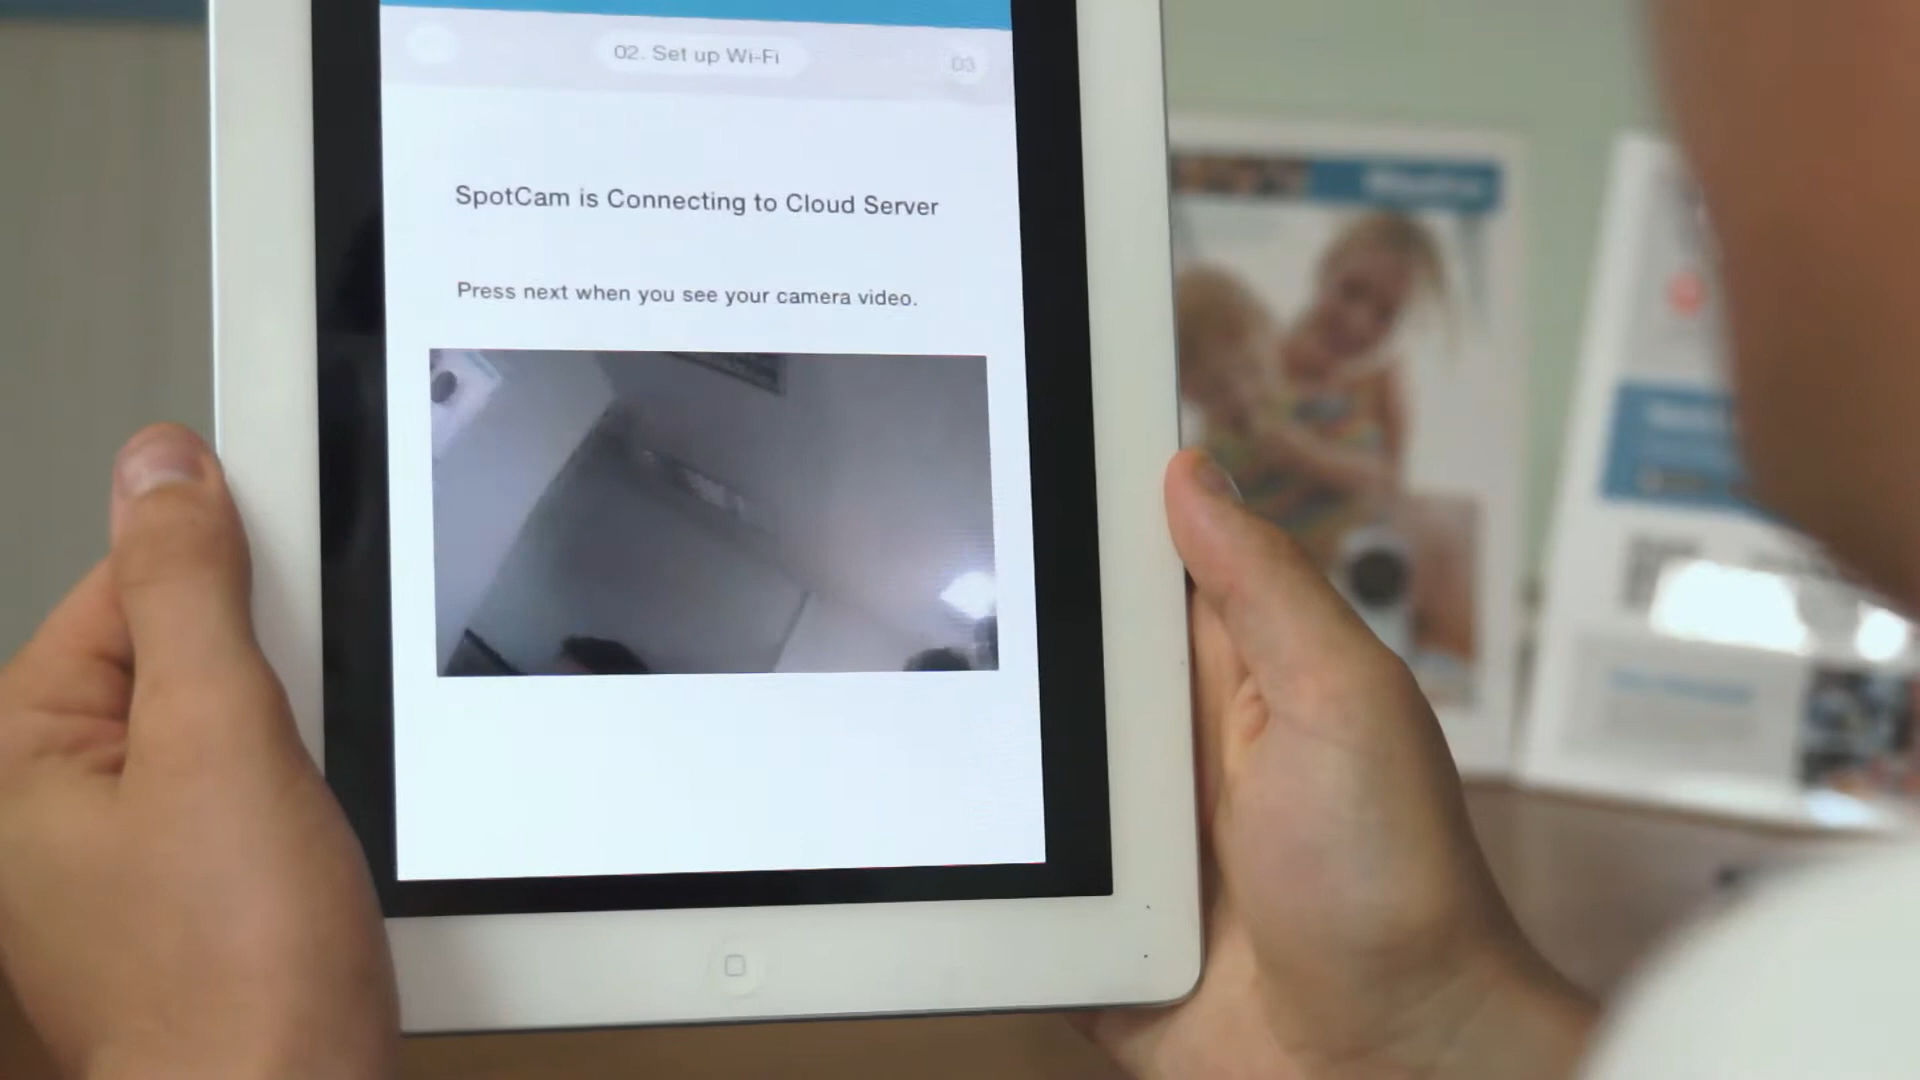 02. Set up Wi-Fi
03
SpotCam is Connecting to Cloud Server
Press next when you see your camera video.